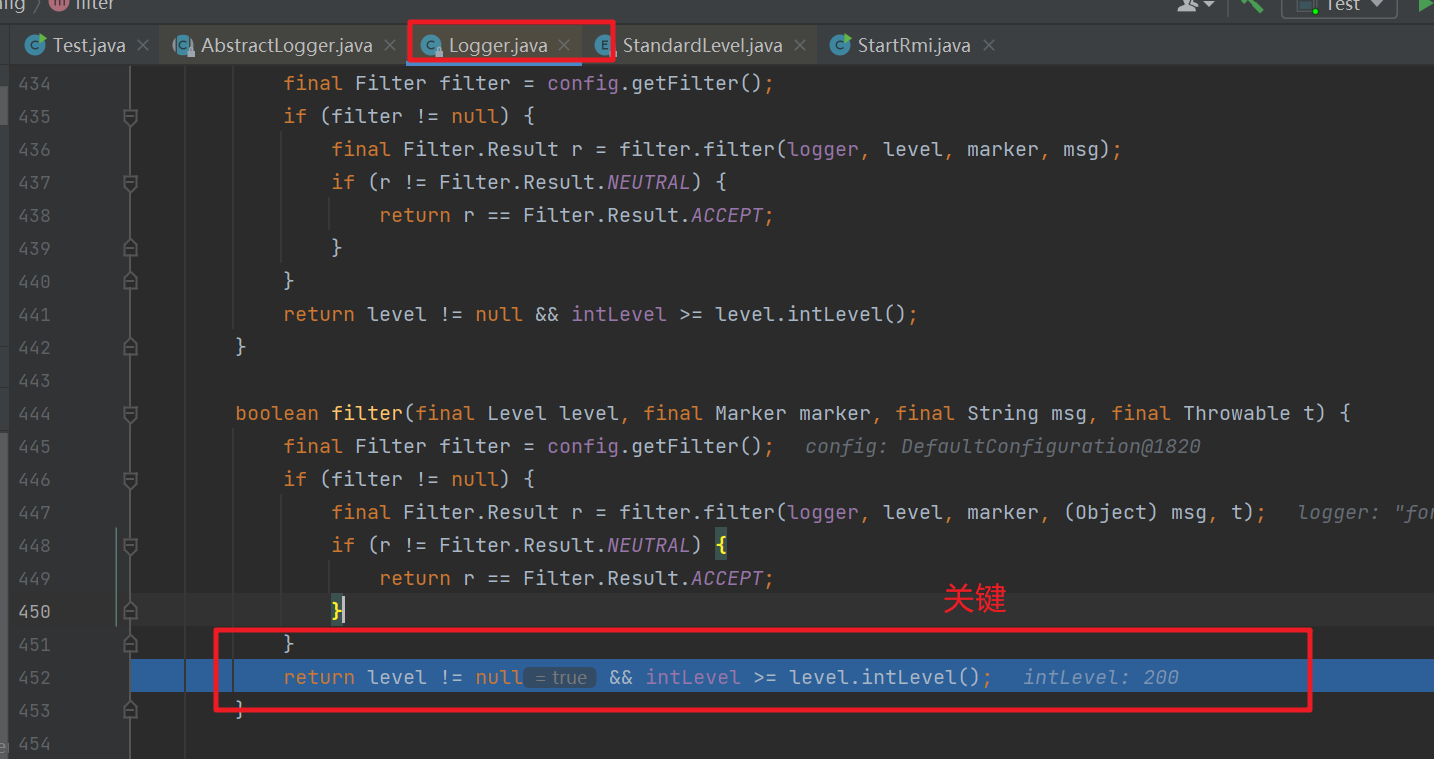 filter
Test
Test.java
AbstractLogger.java
Logger.java
StandardLevel.java
StartRmi.java
434 final Filter filter = config.getFilter();
435 if (filter != null) {
436 final Filter.Result r = filter.filter(logger, level, marker, msg);
437 if (r != Filter.Result.NEUTRAL) {
438 return r == Filter.Result.ACCEPT;
439 }
440 }
441 return level != null && intLevel >= level.intLevel();
442 }
443
444 boolean filter(final Level level, final Marker marker, final String msg, final Throwable t) {
445 final Filter filter = config.getFilter(); config: DefaultConfiguration@1820
446 if (filter != null) {
447 final Filter.Result r = filter.filter(logger, level, marker, (Object) msg, t); logger: "for
448 if (r != Filter.Result.NEUTRAL) {
449 return r == Filter.Result.ACCEPT;
关键
450 }
451 }
452 return level != null = true && intLevel >= level.intLevel(); intLevel: 200
453 }
454